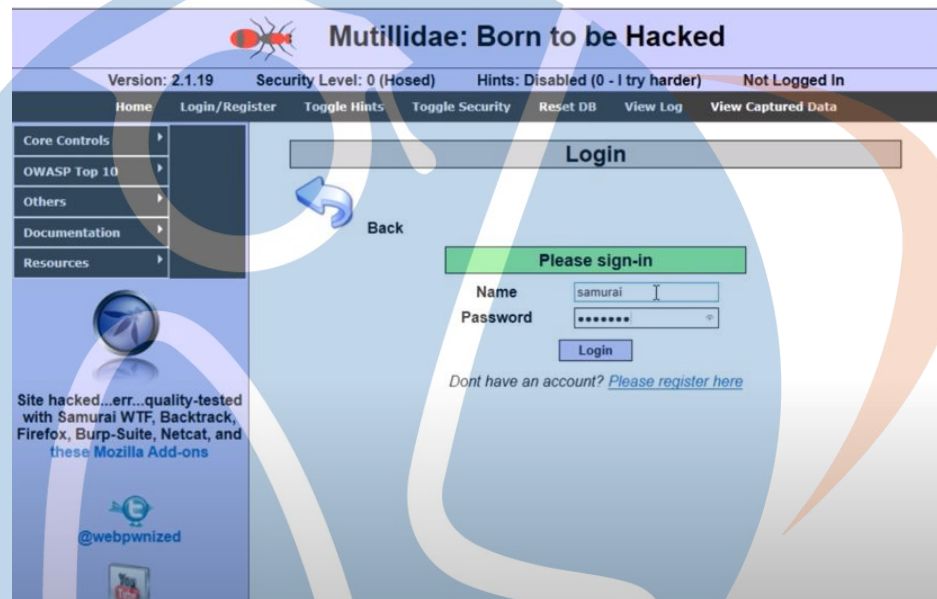 Mutillidae: Born to be Hacked
Version: 2.1.19 Security Level: 0 (Hosed) Hints: Disabled (0 - I try harder) Not Logged In
Home Login/Register Toggle Hints Toggle Security Reset DB View Log View Captured Data
Core Controls
OWASP Top 10
Others
Documentation
Resources
Login
Back
Please sign-in
Name samurai
Password •••••••
Login
Dont have an account? Please register here
Site hacked...err...quality-tested
with Samurai WTF, Backtrack,
Firefox, Burp-Suite, Netcat, and
these Mozilla Add-ons
@webpwnized
You